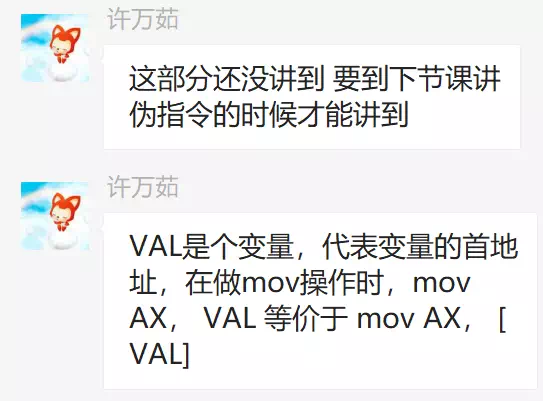 许万茹
这部分还没讲到 要到下节课讲
伪指令的时候才能讲到
许万茹
VAL是个变量，代表变量的首地
址，在做mov操作时，mov
AX， VAL 等价于 mov AX， [
VAL]